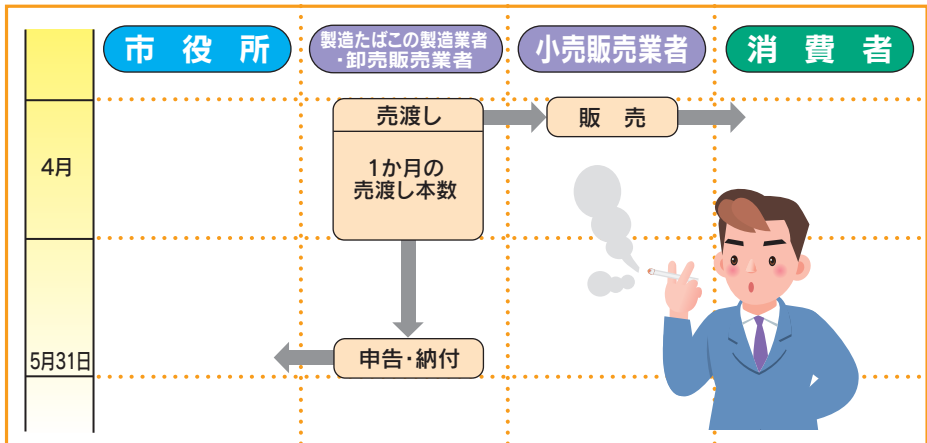 市役所
製造たばこの製造業者
・卸売販売業者
小売販売業者
消費者
4月
売渡し
1か月の
売渡し本数
販売
5月31日
申告・納付